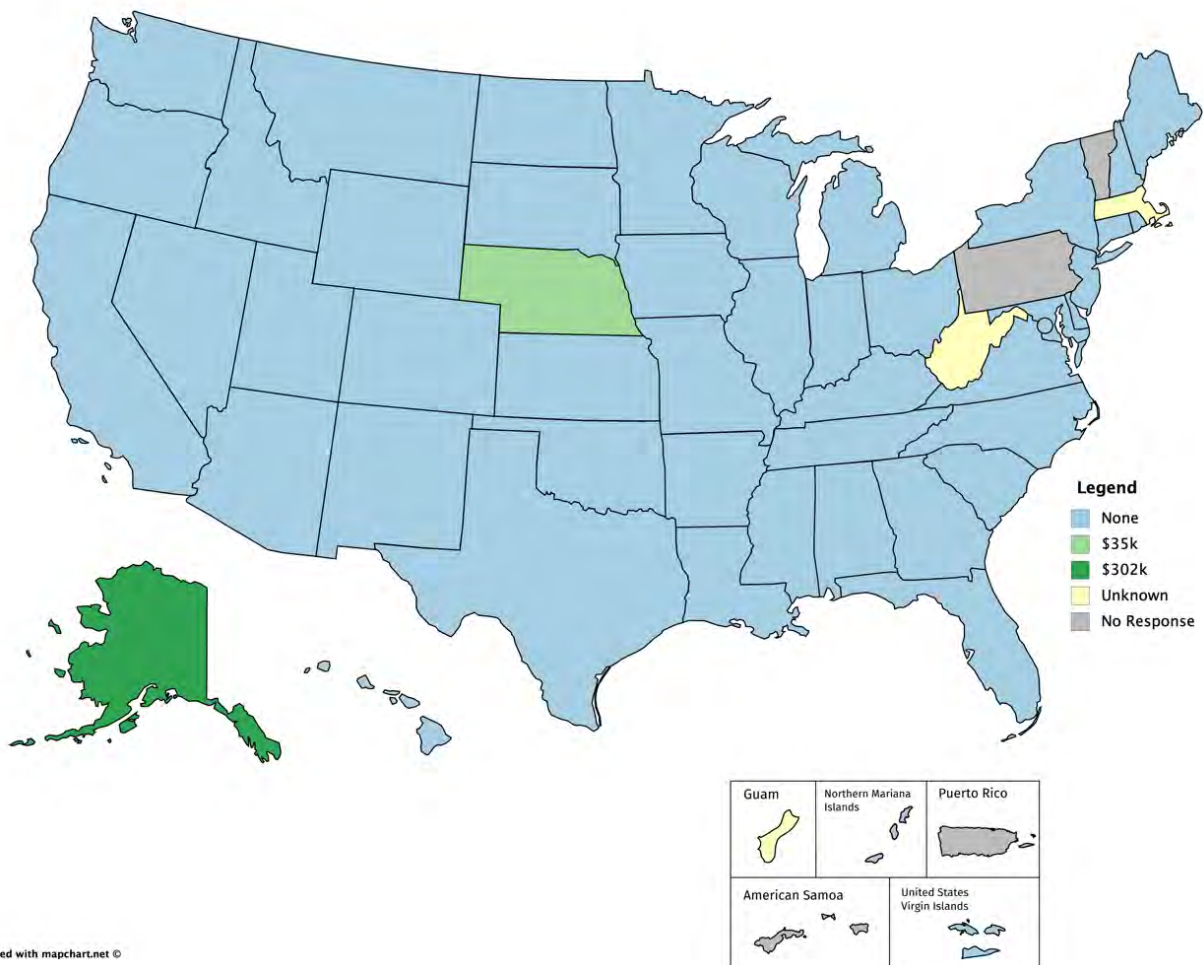 Legend
None
$35k
$302k
Unknown
No Response
Guam
Northern Mariana
Islands
Puerto Rico
American Samoa
United States
Virgin Islands
ed with mapchart.net ©